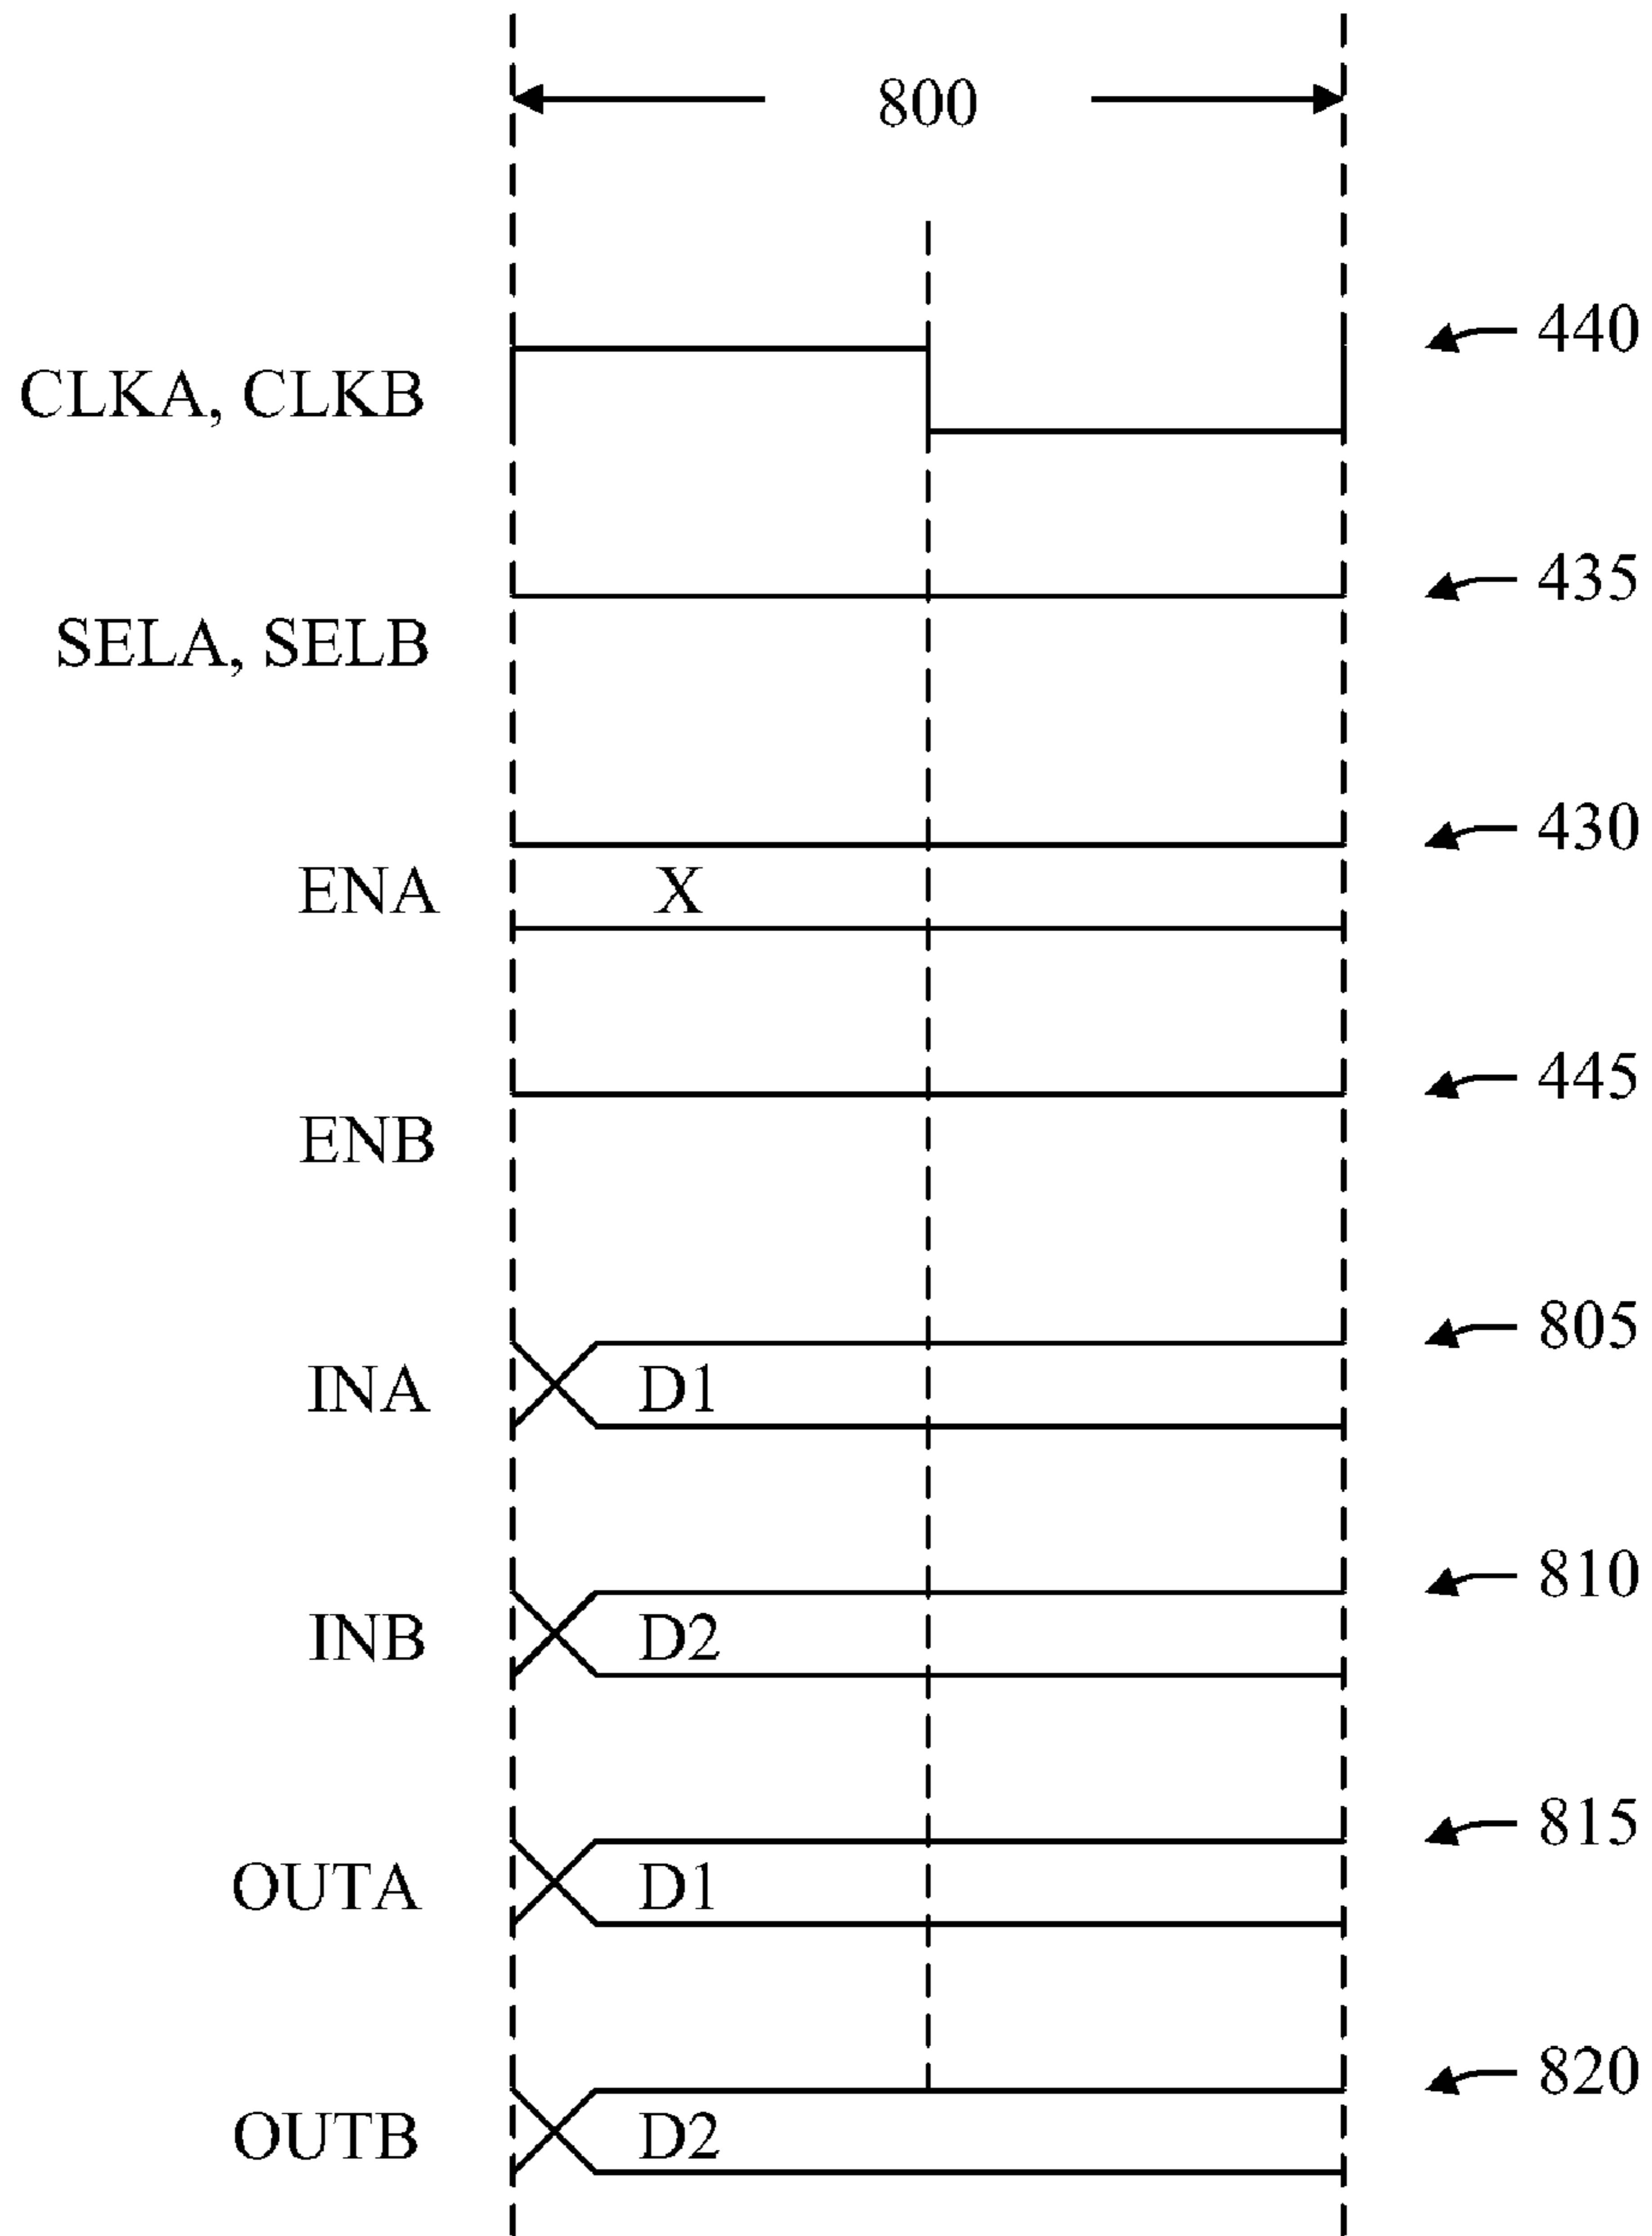 800
440
CLKA, CLKB
435
SELA, SELB
430
ENA X
445
ENB
805
INA D1
810
INB D2
815
OUTA D1
820
OUTB D2